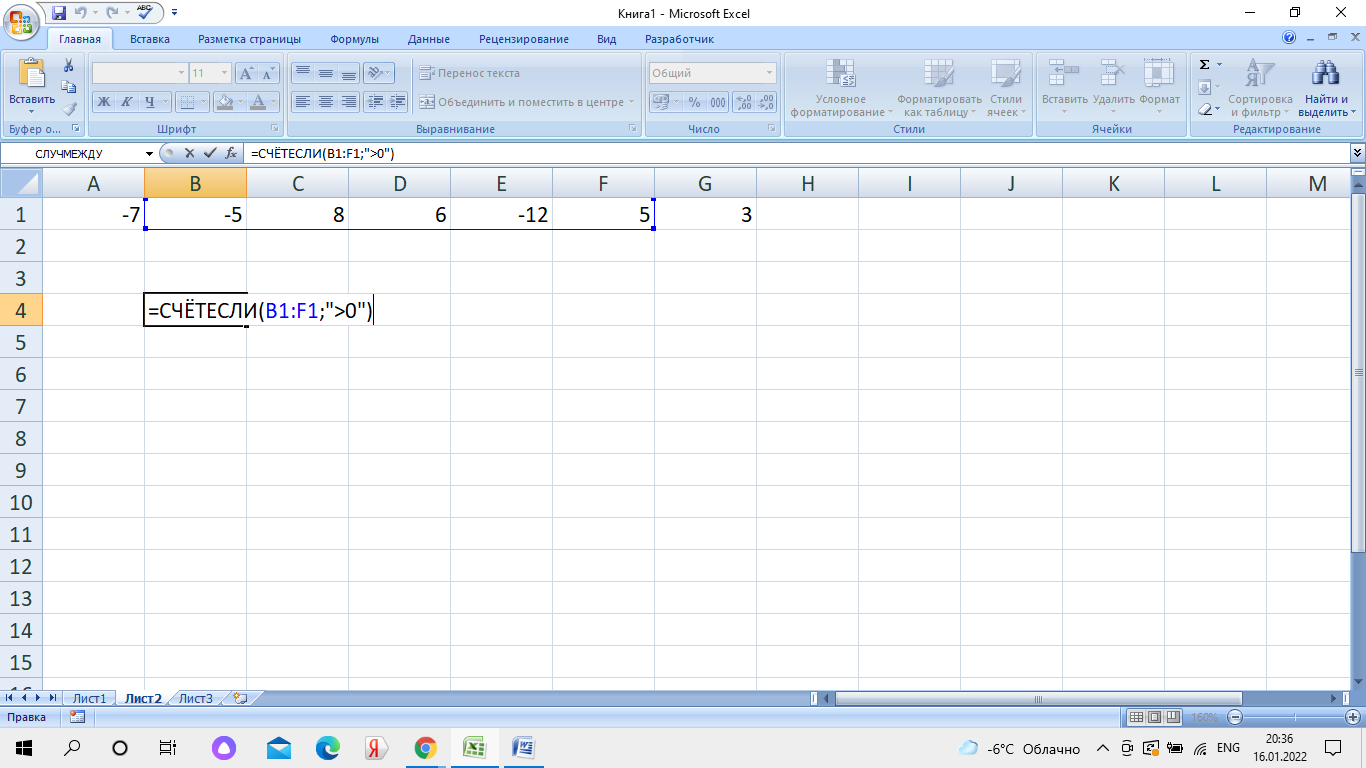 Книга1 - Microsoft Excel
Главная Вставка Разметка страницы Формулы Данные Рецензирование Вид Разработчик
Вставить
Буфер о...
11
Ж К Ч
Шрифт
Перенос текста
Объединить и поместить в центре
Выравнивание
Общий
% 000
Число
Условное форматирование
Форматировать как таблицу
Стили ячеек
Стили
Вставить Удалить Формат
Ячейки
Σ
Сортировка и фильтр
Найти и выделить
Редактирование
СЛУЧМЕЖДУ fx =СЧЁТЕСЛИ(B1:F1;">0")
A B C D E F G H I J K L M
1 -7 -5 8 6 -12 5 3
2
3
4 =СЧЁТЕСЛИ(B1:F1;">0")
5
6
7
8
9
10
11
12
13
14
15
16
Лист1 Лист2 Лист3
Правка 160%
-6°C Облачно ENG 20:36
16.01.2022